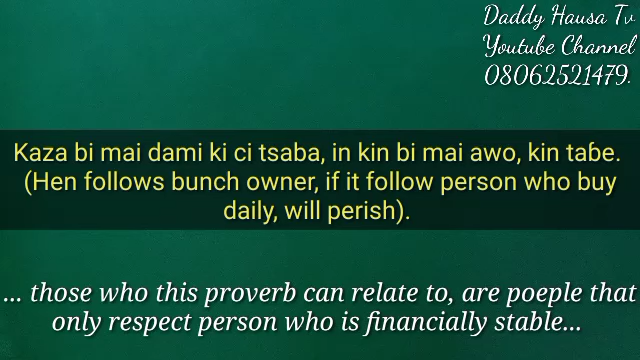 Daddy Hausa Tv
Youtube Channel
08062521479.
Kaza bi mai dami ki ci tsaba, in kin bi mai awo, kin taɓe.
(Hen follows bunch owner, if it follow person who buy
daily, will perish).
... those who this proverb can relate to, are poeple that
only respect person who is financially stable...